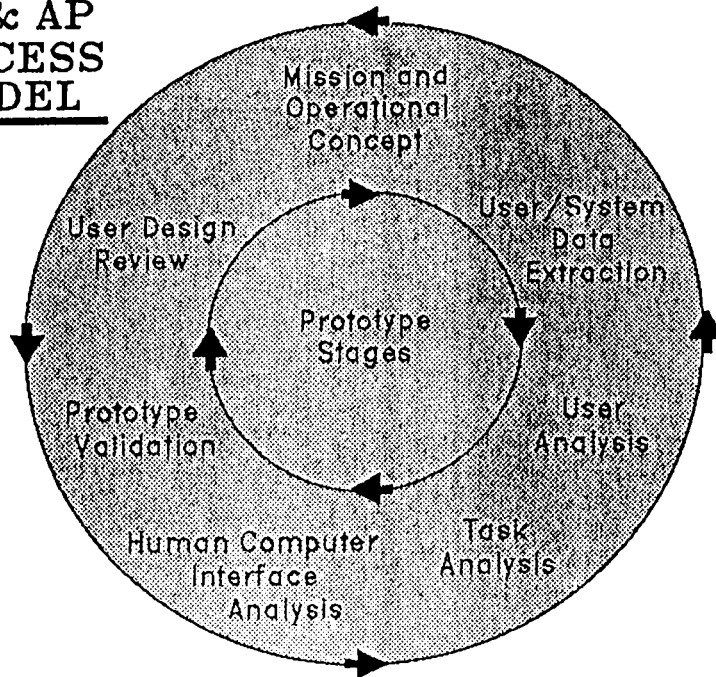 & AP
CESS
DEL
Mission and
Operational
Concept
User/System
Data
Extraction
User
Analysis
Task
Analysis
Human Computer
Interface
Analysis
Prototype
Validation
User Design
Review
Prototype
Stages